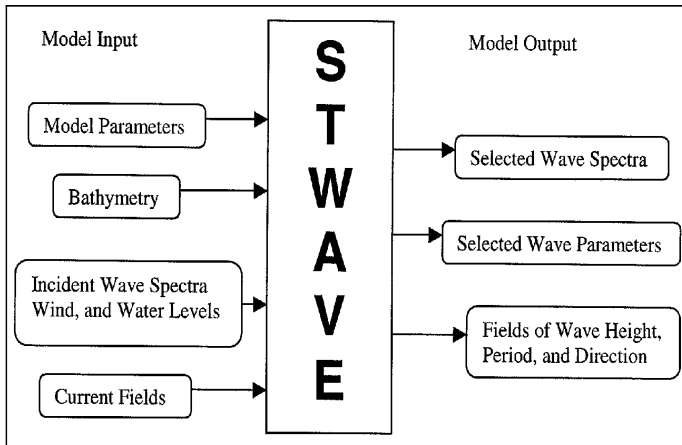 Model Input
Model Parameters
Bathymetry
Incident Wave Spectra
Wind, and Water Levels
Current Fields
S
T
W
A
V
E
Model Output
Selected Wave Spectra
Selected Wave Parameters
Fields of Wave Height,
Period, and Direction